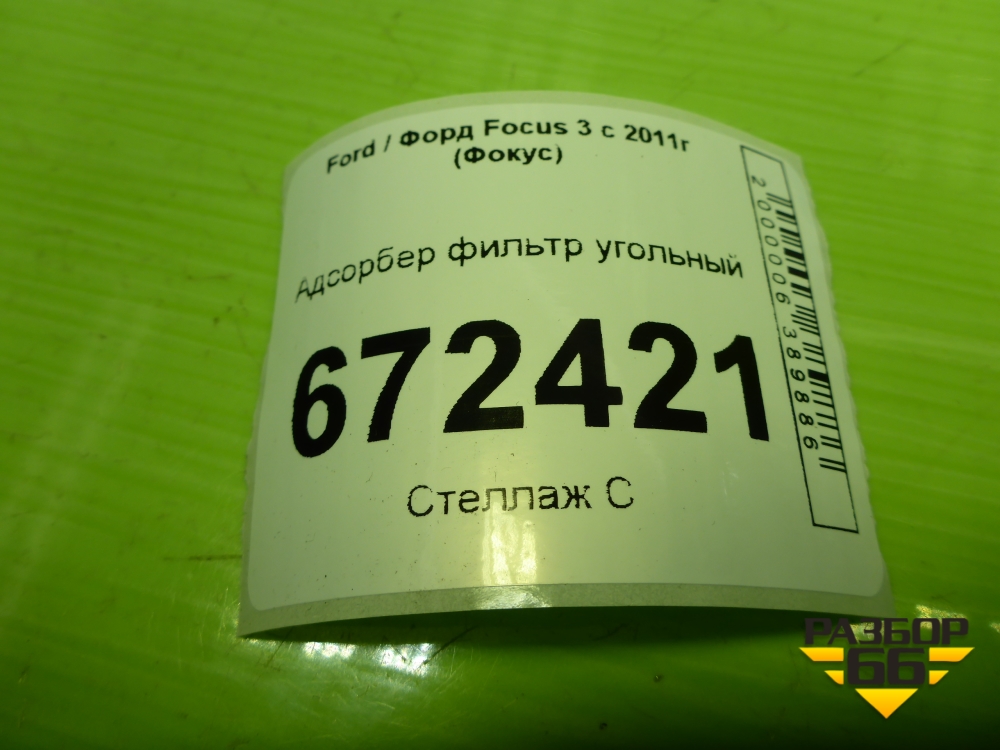 Ford / Форд Focus 3 с 2011г
(Фокус)
Адсорбер фильтр угольный
672421
Стеллаж С
2000006389886
РАЗБОР
66